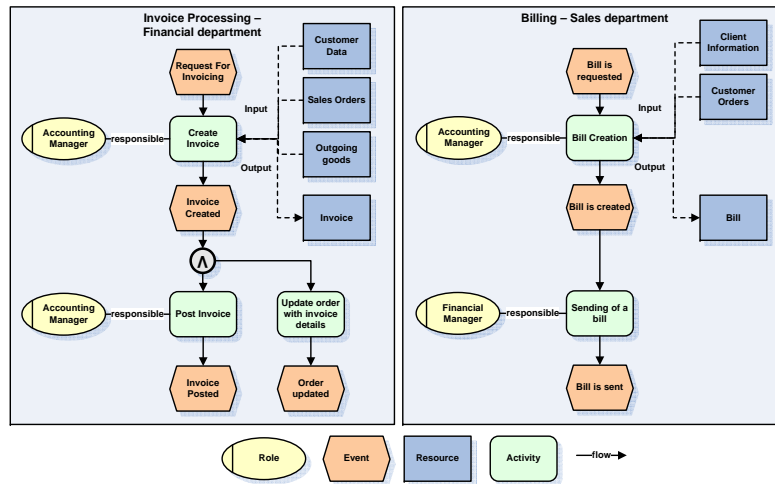 Invoice Processing –
Financial department
Request For
Invoicing
Customer
Data
Input
Sales Orders
Accounting
Manager
responsible
Create
Invoice
Outgoing
goods
Output
Invoice
Created
Invoice
Λ
Accounting
Manager
responsible
Post Invoice
Update order
with invoice
details
Invoice
Posted
Order
updated
Billing – Sales department
Client
Information
Bill is
requested
Customer
Orders
Input
Accounting
Manager
responsible
Bill Creation
Output
Bill is created
Bill
Financial
Manager
responsible
Sending of a
bill
Bill is sent
Role
Event
Resource
Activity
flow